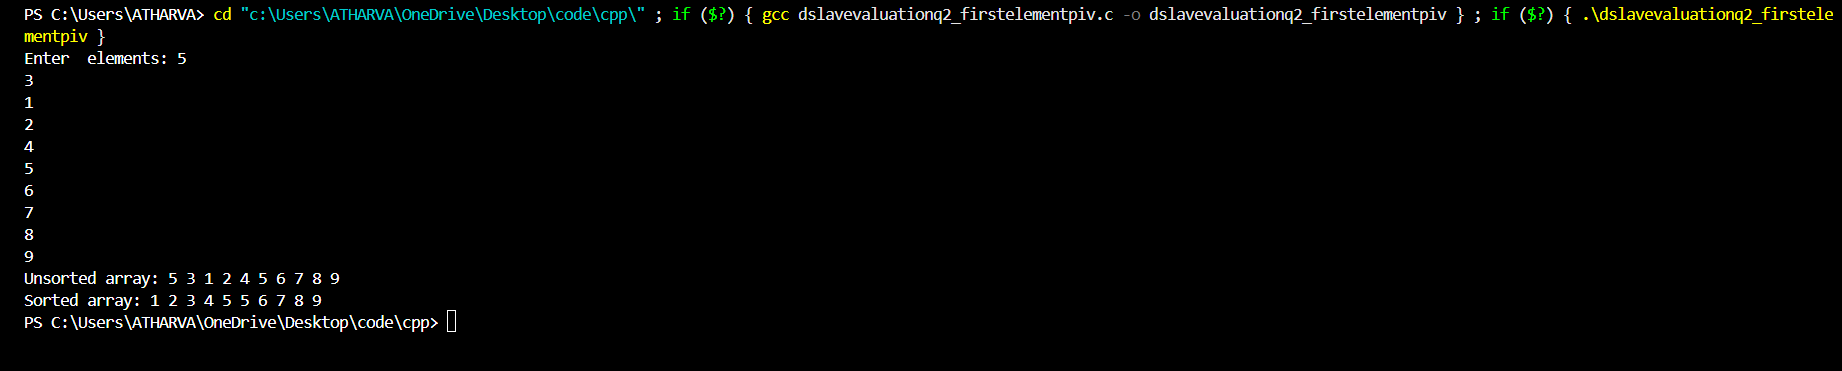 PS C:\Users\ATHARVA> cd "c:\Users\ATHARVA\OneDrive\Desktop\code\cpp\" ; if ($?) { gcc dslavevaluationq2_firstelementpiv.c -o dslavevaluationq2_firstelementpiv } ; if ($?) { .\dslavevaluationq2_firstele
mentpiv }
Enter  elements: 5
3
1
2
4
5
6
7
8
9
Unsorted array: 5 3 1 2 4 5 6 7 8 9
Sorted array: 1 2 3 4 5 5 6 7 8 9
PS C:\Users\ATHARVA\OneDrive\Desktop\code\cpp>